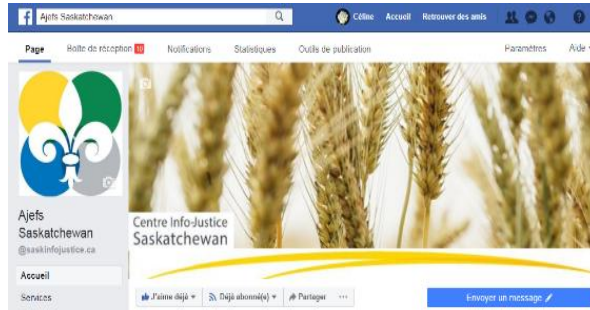 f Ajefs Saskatchewan Céline Accueil Retrouver des amis
Page Boîte de réception 10 Notifications Statistiques Outils de publication Paramètres Aide
Centre Info-Justice
Saskatchewan
Ajefs
Saskatchewan
@saskinfojustice.ca
Accueil
Services
J'aime déjà Déjà abonné(e) Partager ...
Envoyer un message